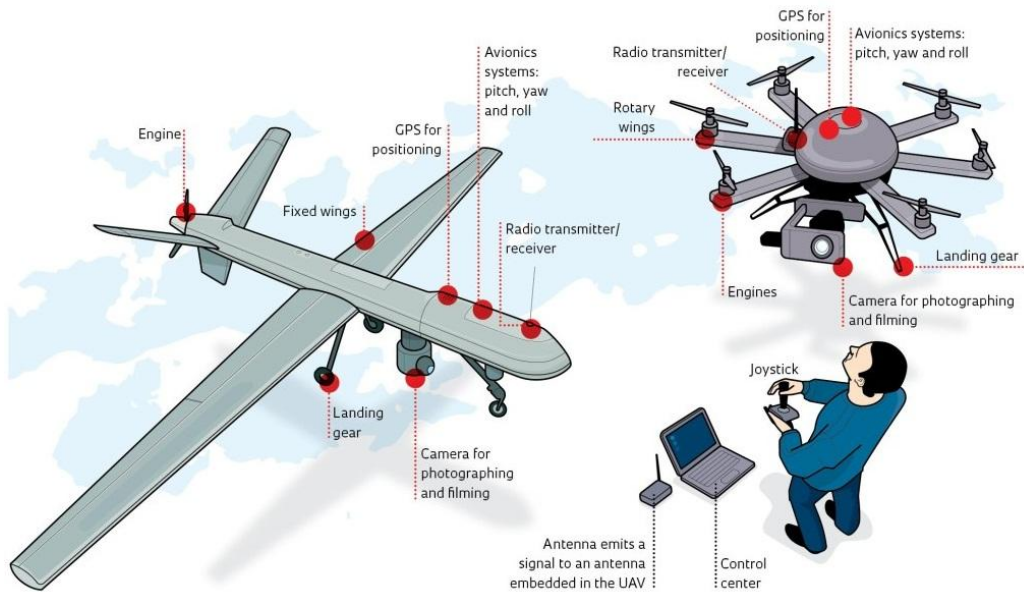 Engine
Fixed wings
GPS for
positioning
Avionics
systems:
pitch, yaw
and roll
Radio transmitter/
receiver
Landing
gear
Camera for
photographing
and filming
GPS for
positioning
Avionics systems:
pitch, yaw and roll
Radio transmitter/
receiver
Rotary
wings
Engines
Landing gear
Camera for photographing
and filming
Joystick
Antenna emits a
signal to an antenna
embedded in the UAV
Control
center